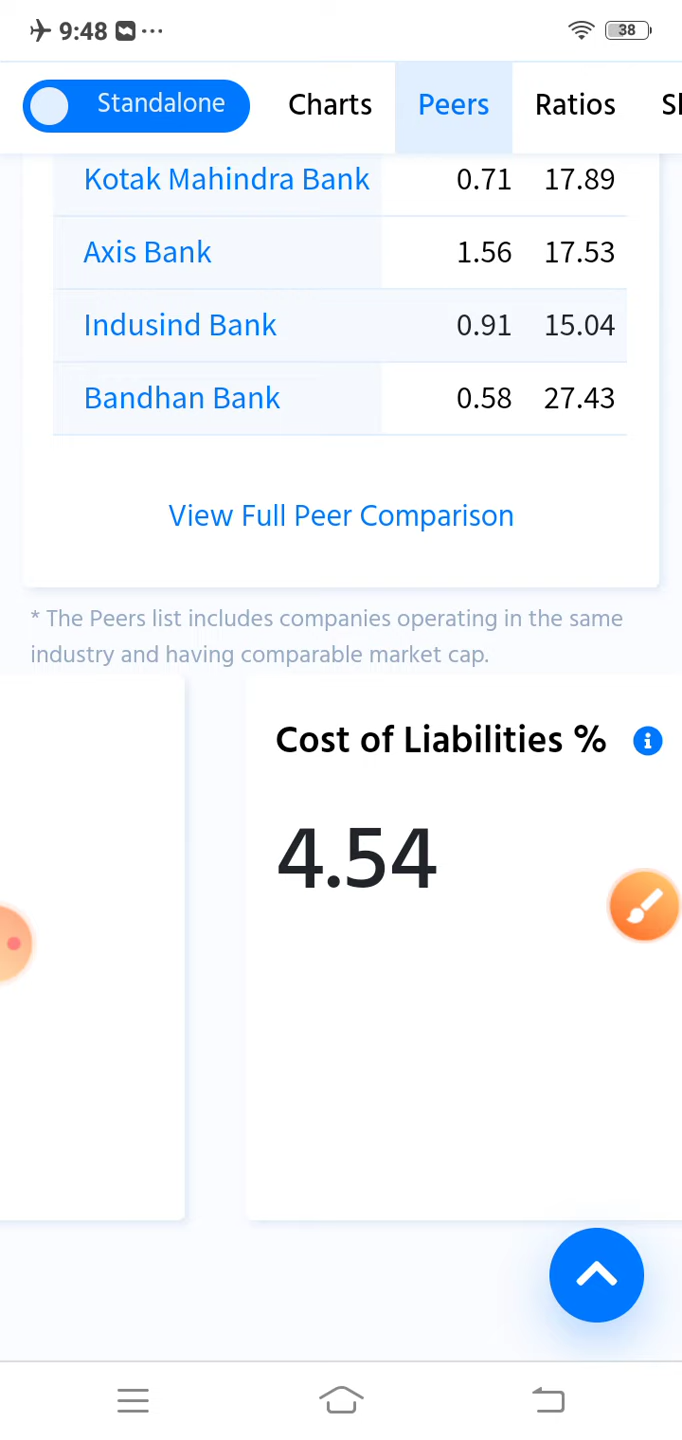 9:48 ... 38
Standalone Charts Peers Ratios
Kotak Mahindra Bank 0.71 17.89
Axis Bank 1.56 17.53
Indusind Bank 0.91 15.04
Bandhan Bank 0.58 27.43
View Full Peer Comparison
* The Peers list includes companies operating in the same
industry and having comparable market cap.
Cost of Liabilities % i
4.54